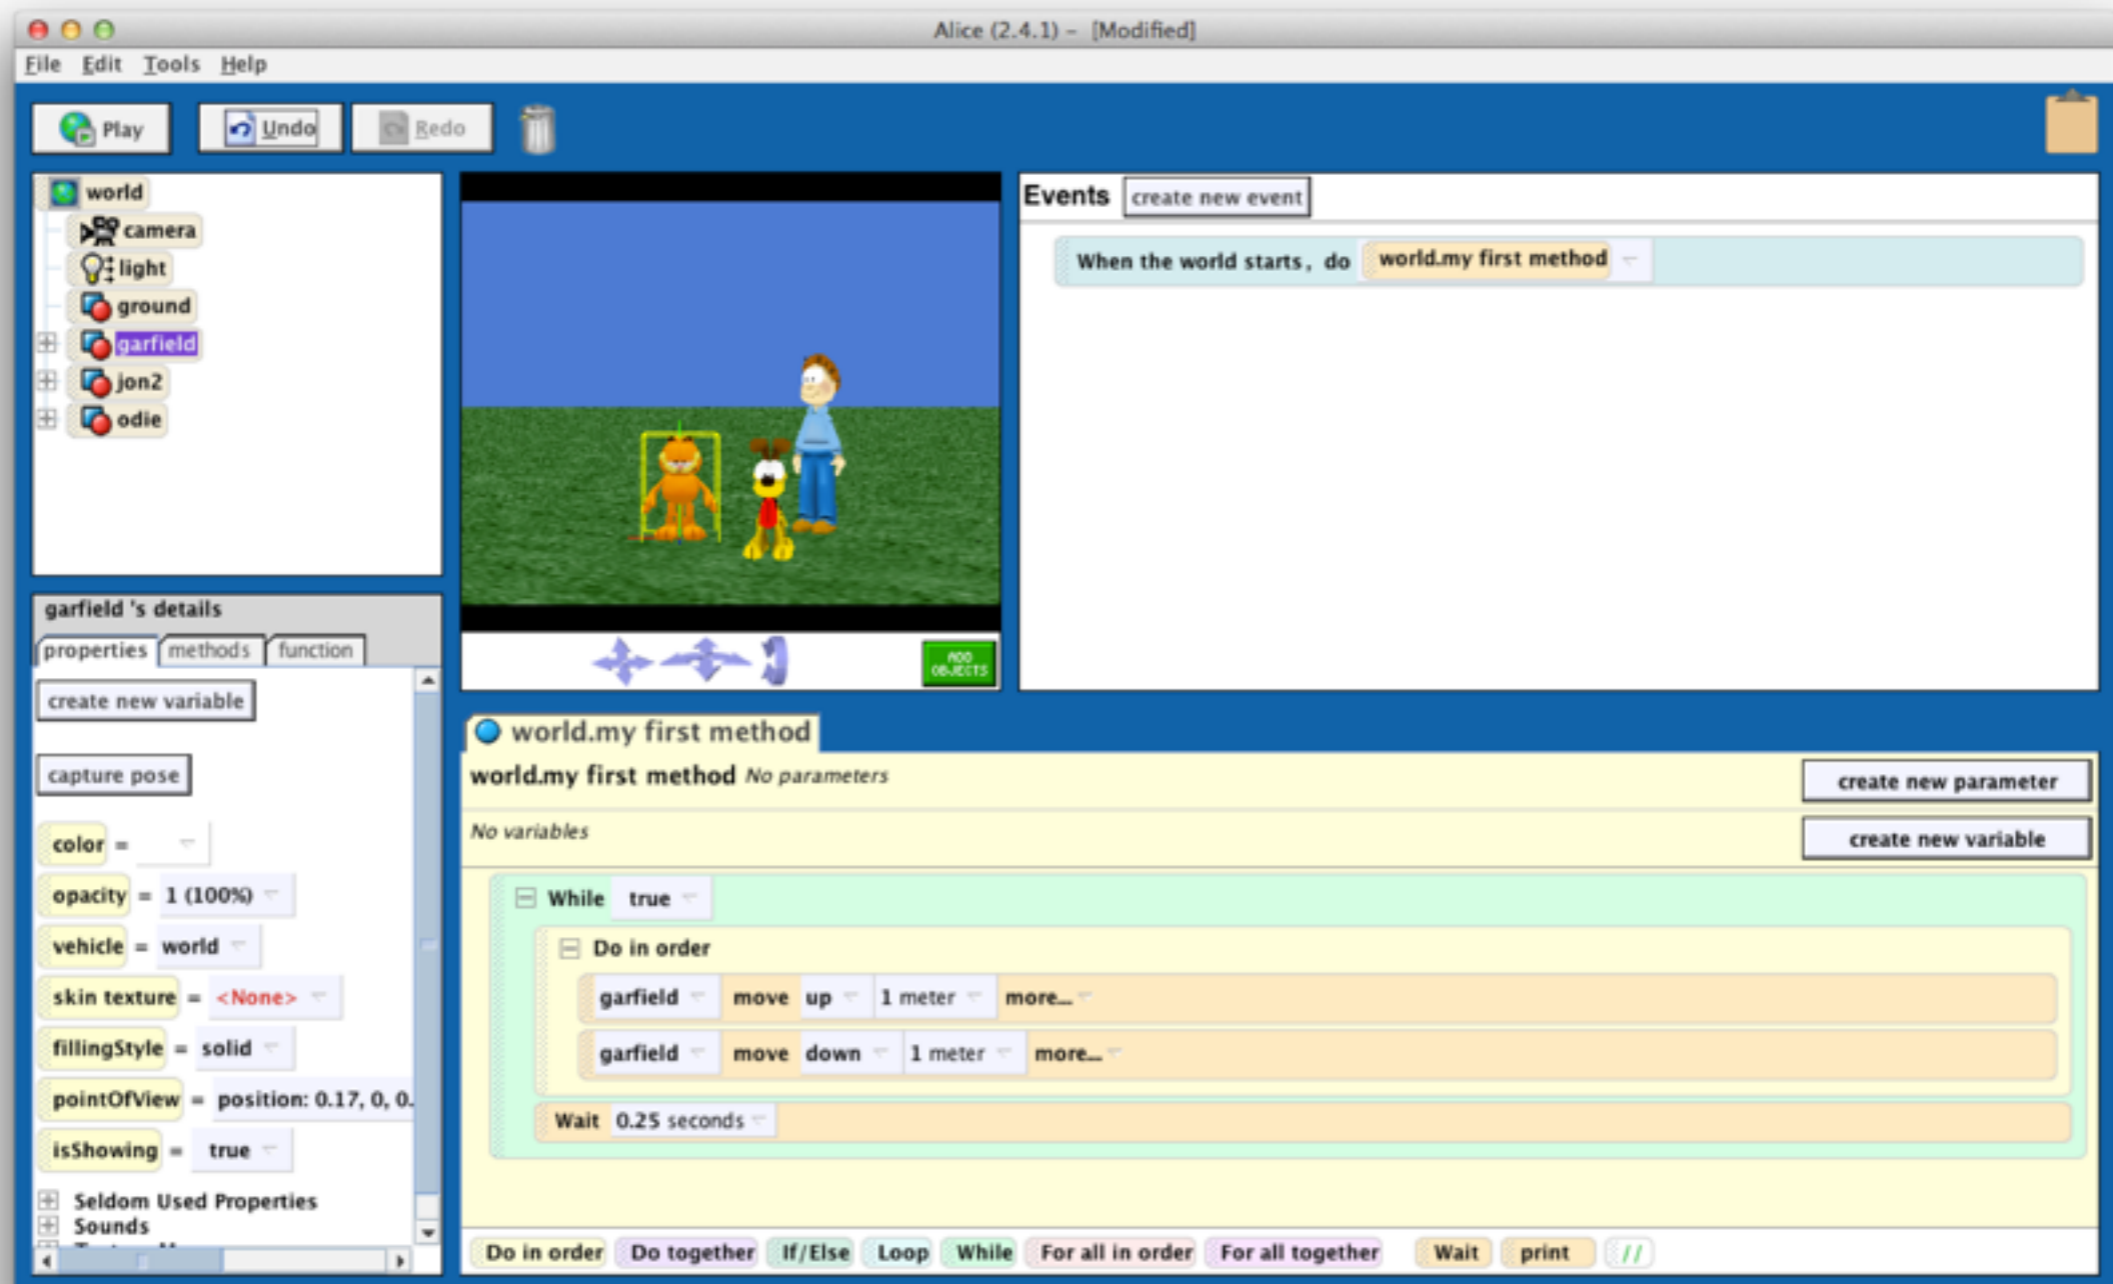 Alice (2.4.1) – [Modified]
File Edit Tools Help
Play Undo Redo
world
camera
light
ground
garfield
jon2
odie
Events create new event
When the world starts, do world.my first method
ADD
OBJECTS
garfield 's details
properties methods function
create new variable
capture pose
color =
opacity = 1 (100%)
vehicle = world
skin texture = <None>
fillingStyle = solid
pointOfView = position: 0.17, 0, 0.
isShowing = true
Seldom Used Properties
Sounds
world.my first method
world.my first method No parameters
create new parameter
No variables
create new variable
While true
Do in order
garfield move up 1 meter more...
garfield move down 1 meter more...
Wait 0.25 seconds
Do in order Do together If/Else Loop While For all in order For all together Wait print //